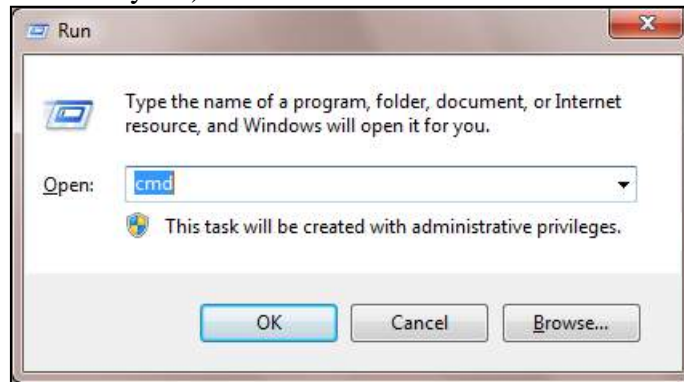 Run
Type the name of a program, folder, document, or Internet
resource, and Windows will open it for you.
Open: cmd
This task will be created with administrative privileges.
OK Cancel Browse...